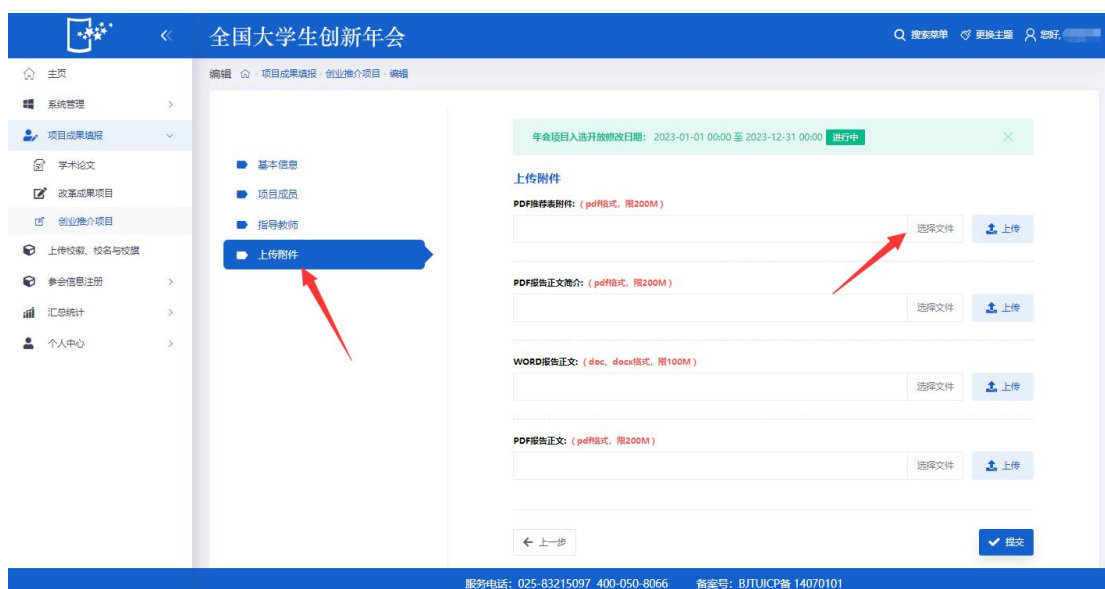 全国大学生创新年会
搜索菜单 更换主题 您好,
主页
系统管理
项目成果填报
学术论文
改革成果项目
创业推介项目
上传校徽、校名与校旗
参会信息注册
汇总统计
个人中心
编辑 项目成果填报 · 创业推介项目 · 编辑
基本信息
项目成员
指导教师
上传附件
年会项目入选开放修改日期: 2023-01-01 00:00 至 2023-12-31 00:00 进行中
上传附件
PDF推荐表附件:(pdf格式,限200M)
选择文件 上传
PDF报告正文简介:(pdf格式,限200M)
选择文件 上传
WORD报告正文:(doc、docx格式,限100M)
选择文件 上传
PDF报告正文:(pdf格式,限200M)
选择文件 上传
上一步 提交
服务电话:025-83215097 400-050-8066 备案号:BJTUICP备 14070101